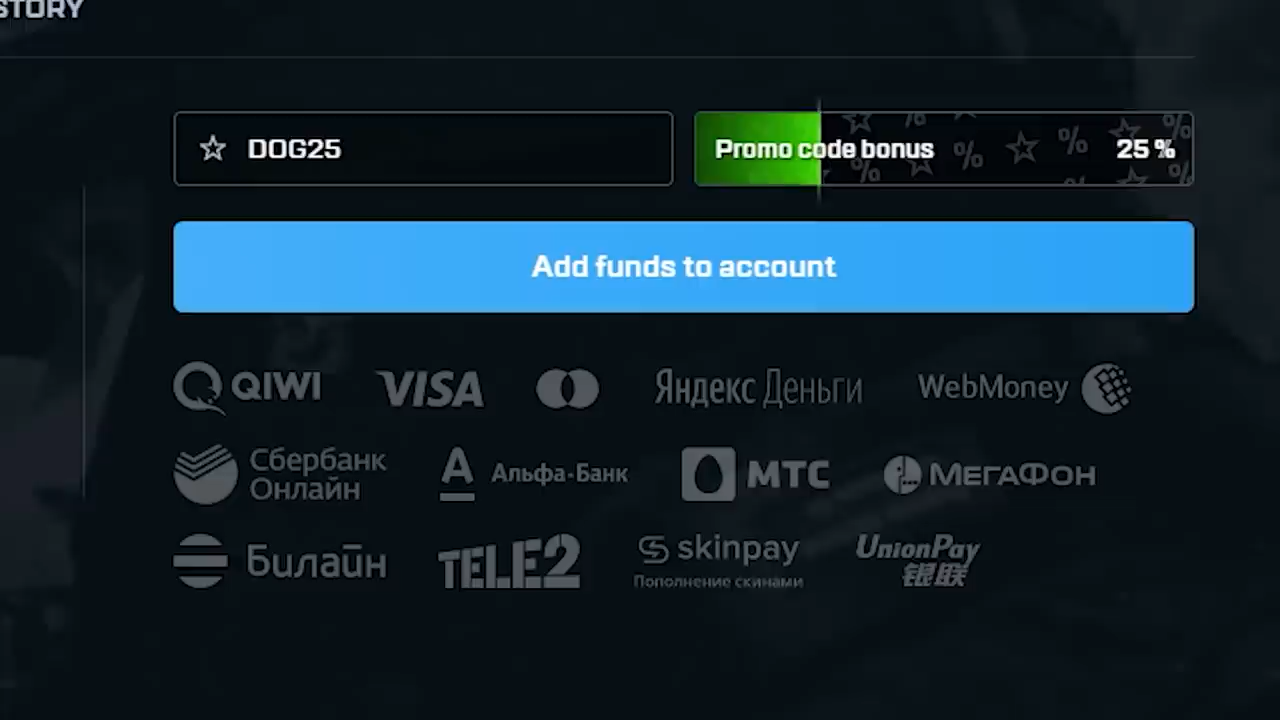 STORY
DOG25
Promo code bonus 25 %
Add funds to account
QIWI VISA Яндекс Деньги WebMoney
Сбербанк
Онлайн
Альфа·Банк МТС МЕГАФОН
Билайн TELE2
skinpay
Пополнение скинами
UnionPay
银联